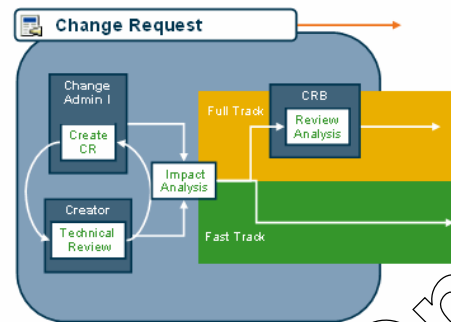 Change Request
Change
Admin I
Create
CR
Creator
Technical
Review
Impact
Analysis
Full Track
CRB
Review
Analysis
Fast Track